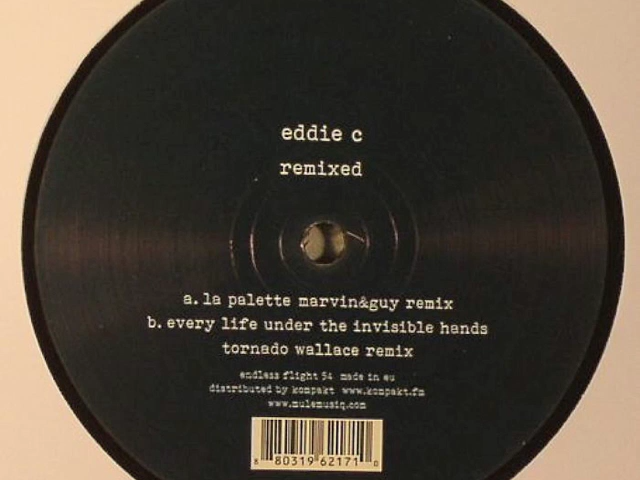 eddie c
remixed
a. la palette marvin&guy remix
b. every life under the invisible hands
tornado wallace remix
endless flight 54 made in eu
distributed by kompakt www.kompakt.fm
www.mulemusiq.com
8 80319 62171 0